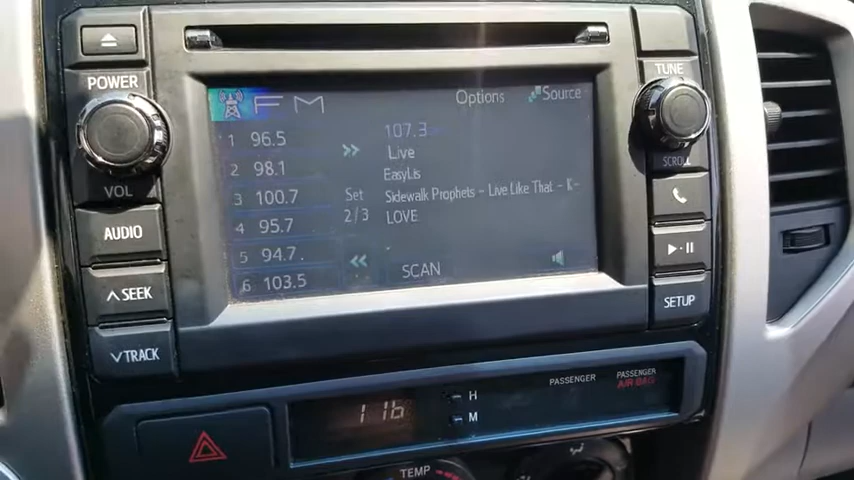 POWER
VOL
AUDIO
SEEK
TRACK
FM
Options
Source
1 96.5
2 98.1
3 100.7
4 95.7
5 94.7
6 103.5
Set
2/3
107.3
Live
EasyLis
Sidewalk Prophets - Live Like That - K-
LOVE
SCAN
TUNE
SCROLL
SETUP
1 16
H
M
PASSENGER
PASSENGER
AIR BAG
TEMP